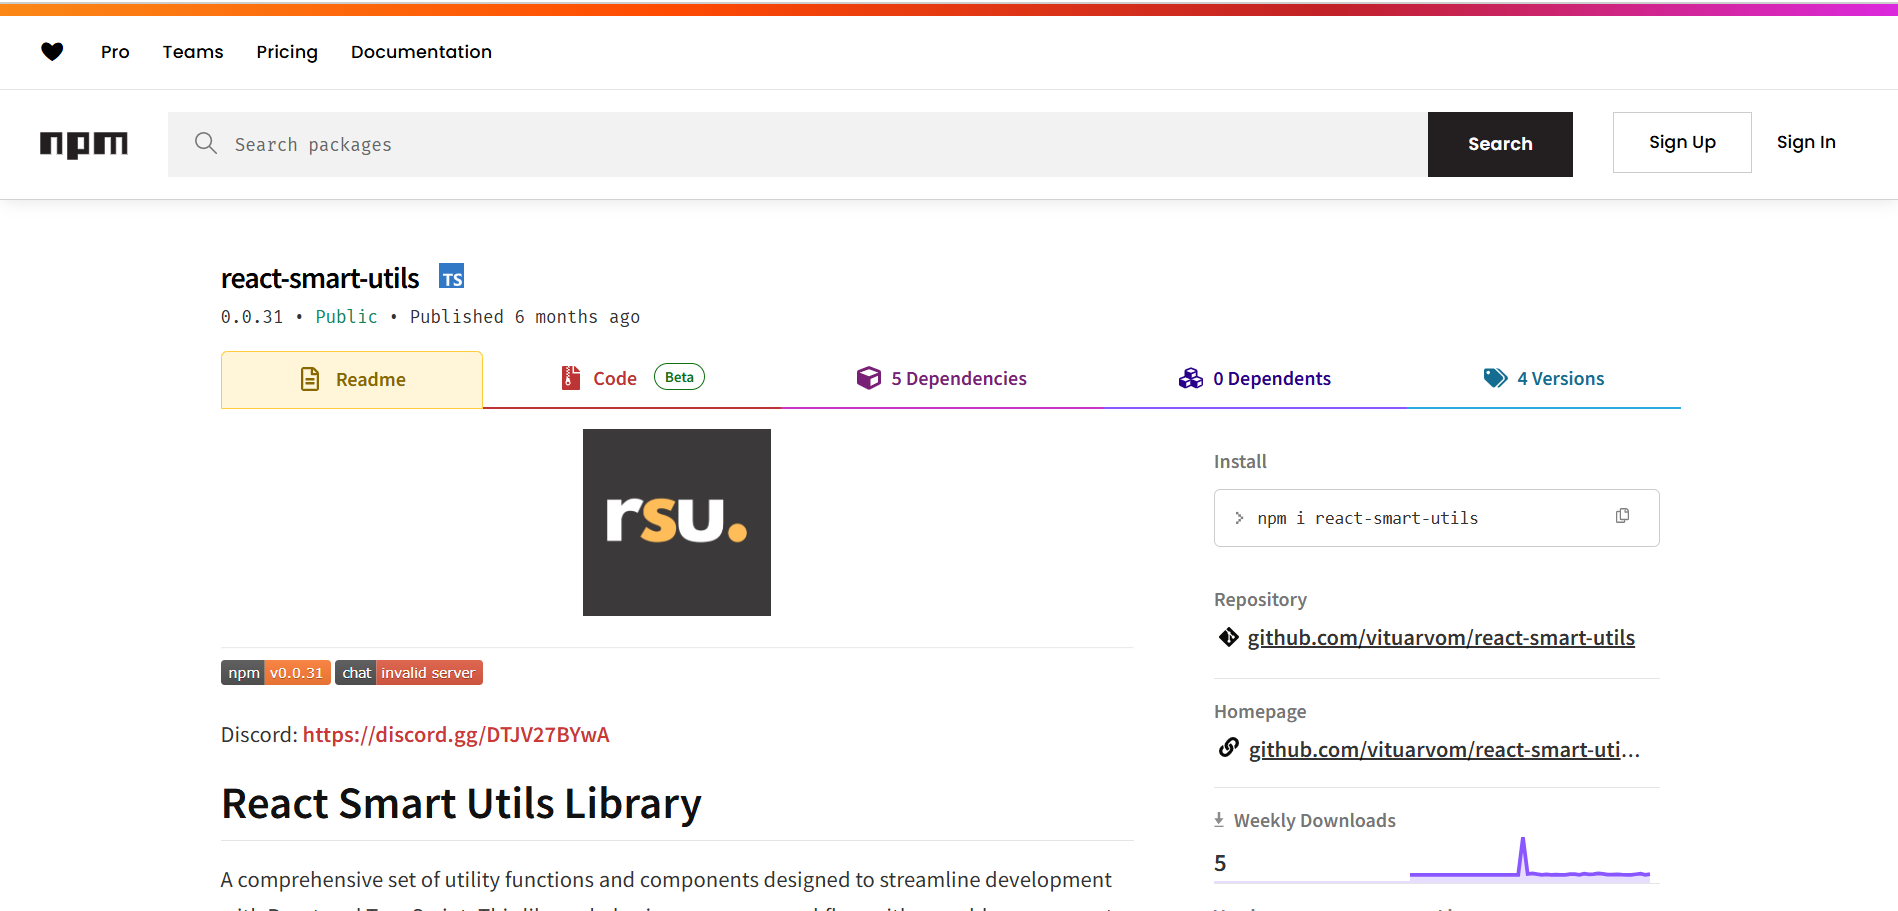 Pro Teams Pricing Documentation
npm Search packages Search Sign Up Sign In
react-smart-utils TS
0.0.31 • Public • Published 6 months ago
Readme Code Beta 5 Dependencies 0 Dependents 4 Versions
rsu.
npm v0.0.31 chat invalid server
Discord: https://discord.gg/DTJV27BYwA
React Smart Utils Library
A comprehensive set of utility functions and components designed to streamline development
Install
> npm i react-smart-utils
Repository
github.com/vituarvom/react-smart-utils
Homepage
github.com/vituarvom/react-smart-uti...
Weekly Downloads
5